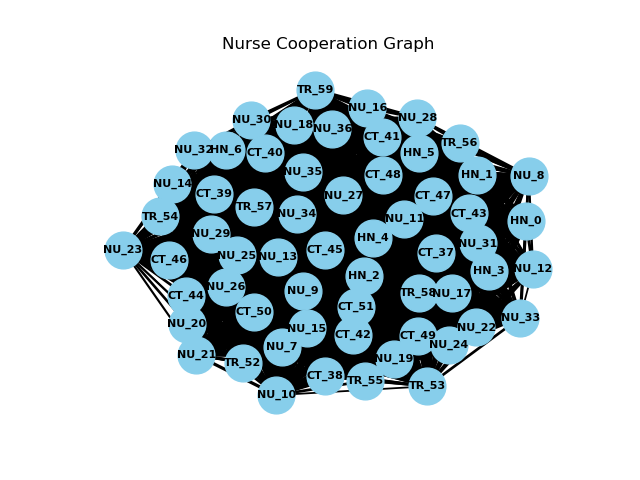 Nurse Cooperation Graph
TR_59
NU_16
NU_30
NU_28
NU_18
NU_36
CT_41
TR_56
NU_32
HN_6
CT_40
HN_5
NU_35
CT_48
HN_1
NU_8
NU_14
CT_39
NU_27
CT_47
TR_57
NU_34
TR_54
NU_11
CT_43
HN_0
NU_29
HN_4
NU_31
NU_23
CT_46
NU_25
NU_13
CT_45
CT_37
HN_3
NU_12
HN_2
CT_44
NU_26
NU_9
TR_58
NU_17
CT_50
CT_51
NU_33
NU_20
NU_15
CT_42
CT_49
NU_22
NU_21
NU_7
NU_24
TR_52
NU_19
CT_38
TR_55
TR_53
NU_10